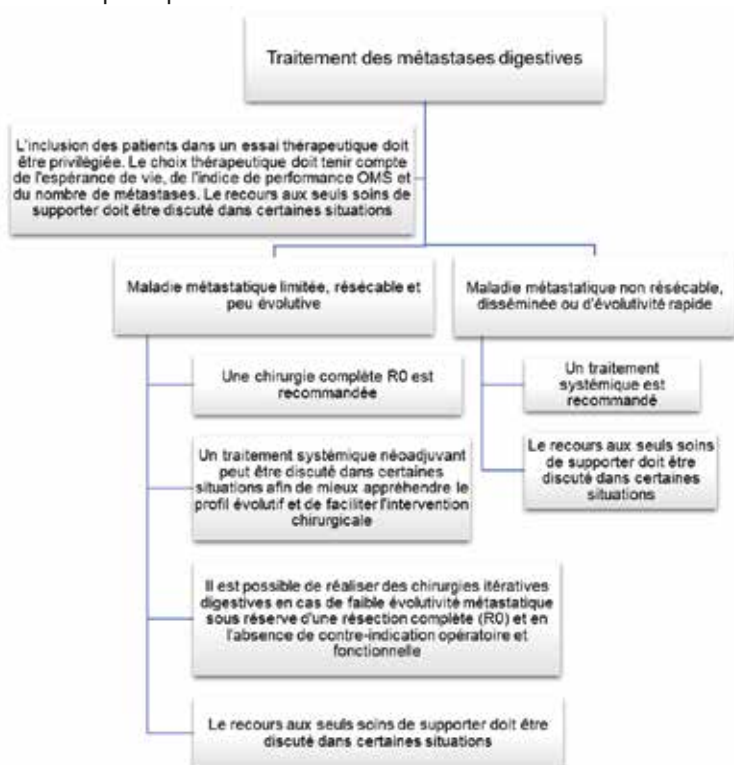 Traitement des métastases digestives
L'inclusion des patients dans un essai thérapeutique doit
être privilégiée. Le choix thérapeutique doit tenir compte
de l'espérance de vie, de l'indice de performance OMS et
du nombre de métastases. Le recours aux seuls soins de
supporter doit être discuté dans certaines situations
Maladie métastatique limitée, résécable et
peu évolutive
Une chirurgie complète R0 est
recommandée
Un traitement systémique néoadjuvant
peut être discuté dans certaines
situations afin de mieux appréhender le
profil évolutif et de faciliter l'intervention
chirurgicale
Il est possible de réaliser des chirurgies itératives
digestives en cas de faible évolutivité métastatique
sous réserve d'une résection complète (R0) et en
l'absence de contre-indication opératoire et
fonctionnelle
Le recours aux seuls soins de supporter doit être
discuté dans certaines situations
Maladie métastatique non résécable,
disséminée ou d'évolutivité rapide
Un traitement
systémique est
recommandé
Le recours aux seuls soins
de supporter doit être
discuté dans certaines
situations